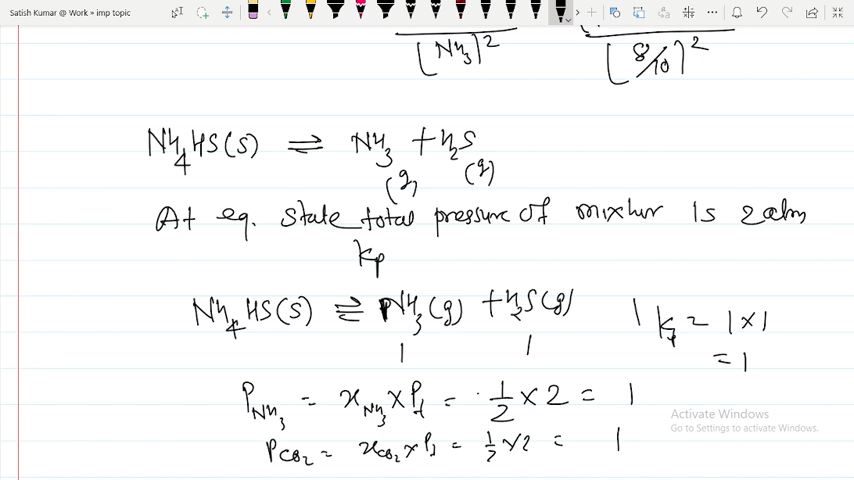 Satish Kumar @ Work » imp topic
[NH3]² [8/10]²
NH4HS(s) ⇌ NH3 + H2S
(g) (g)
At eq. state total pressure of mixtur is 2 atm
Kp
NH4HS(s) ⇌ NH3(g) + H2S(g) | Kp = 1 × 1
1 1 = 1
PNH3 = xNH3 × Pt = 1/2 × 2 = 1
PCO2 = xCO2 × Pt = 1/2 × 2 = 1
Activate Windows
Go to Settings to activate Windows.